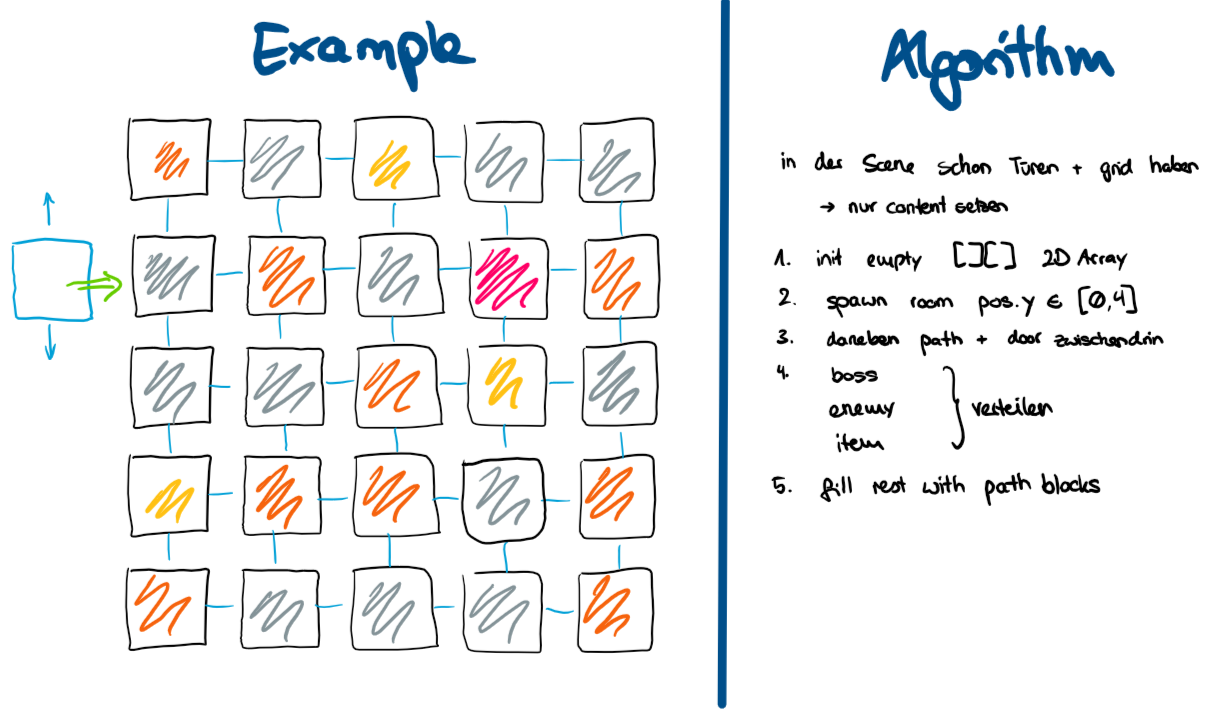 Example
Algorithm
in der Scene schon Türen + grid haben
→ nur content setzen
1. init empty [][] 2D Array
2. spawn room pos.y ∈ [0,4]
3. daneben path + door zwischendrin
4. boss
enemy } verteilen
item
5. fill rest with path blocks